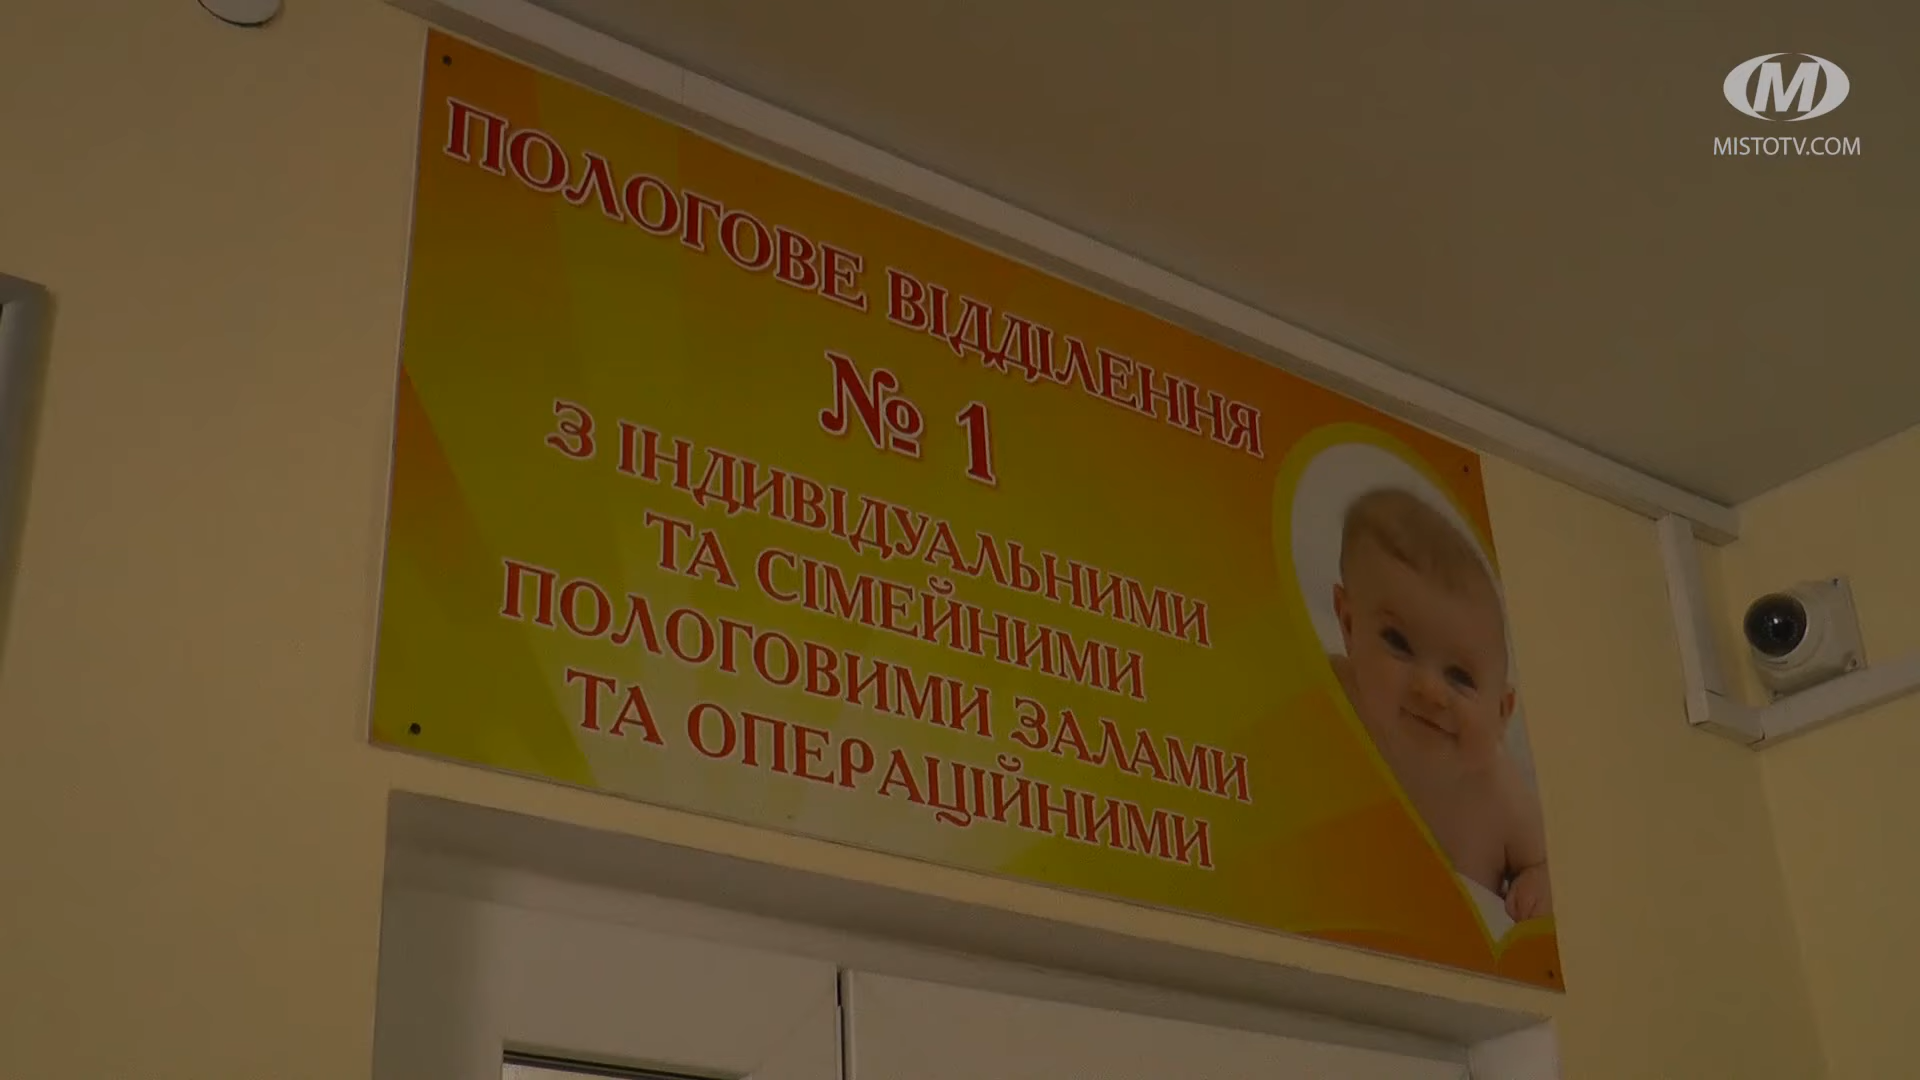 ПОЛОГОВЕ ВІДДІЛЕННЯ
№ 1
З ІНДИВІДУАЛЬНИМИ
ТА СІМЕЙНИМИ
ПОЛОГОВИМИ ЗАЛАМИ
ТА ОПЕРАЦІЙНИМИ
M
MISTOTV.COM